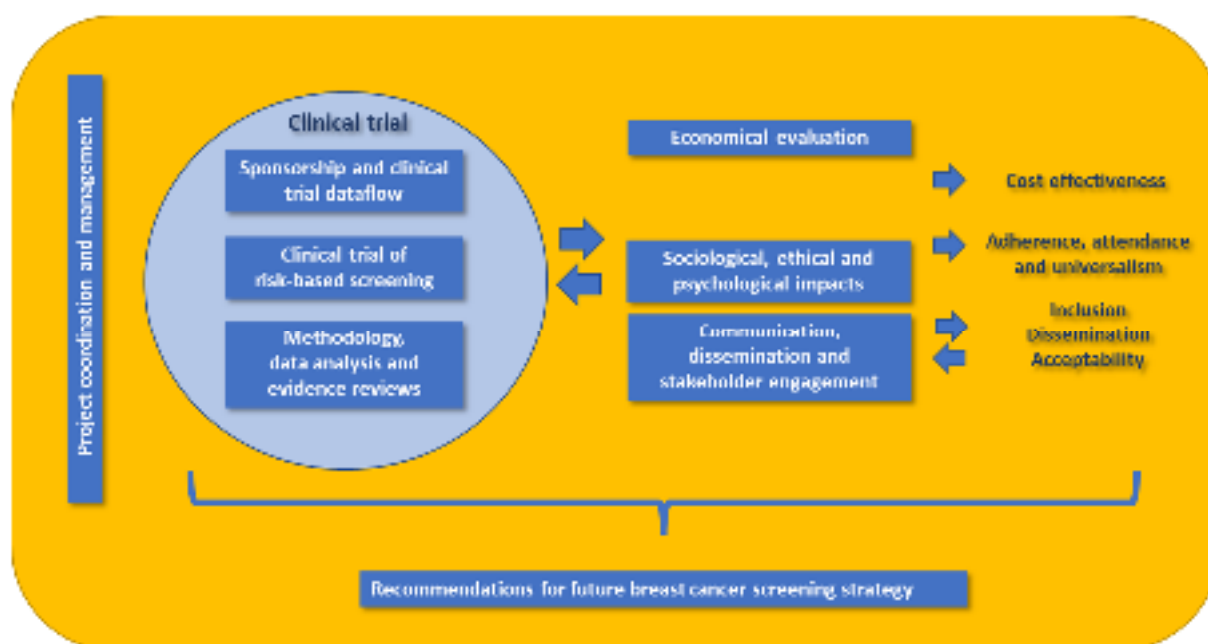 Project coordination and management
Clinical trial
Sponsorship and clinical
trial dataflow
Clinical trial of
risk-based screening
Methodology,
data analysis and
evidence reviews
Economical evaluation
Sociological, ethical and
psychological impacts
Communication,
dissemination and
stakeholder engagement
Cost effectiveness
Adherence, attendance
and universalism
Inclusion
Dissemination
Acceptability
Recommendations for future breast cancer screening strategy